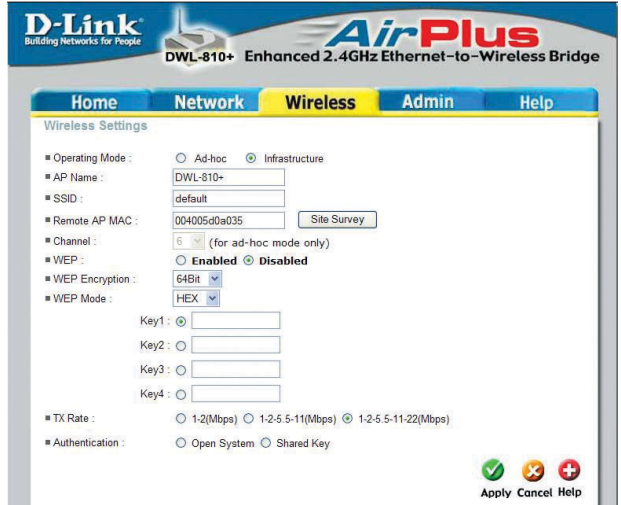 D-Link
Building Networks for People
AirPlus
DWL-810+ Enhanced 2.4GHz Ethernet-to-Wireless Bridge
Home Network Wireless Admin Help
Wireless Settings
Operating Mode : Ad-hoc Infrastructure
AP Name : DWL-810+
SSID : default
Remote AP MAC : 004005d0a035 Site Survey
Channel : 6 (for ad-hoc mode only)
WEP : Enabled Disabled
WEP Encryption : 64Bit
WEP Mode : HEX
Key1 :
Key2 :
Key3 :
Key4 :
TX Rate : 1-2(Mbps) 1-2-5.5-11(Mbps) 1-2-5.5-11-22(Mbps)
Authentication : Open System Shared Key
Apply Cancel Help